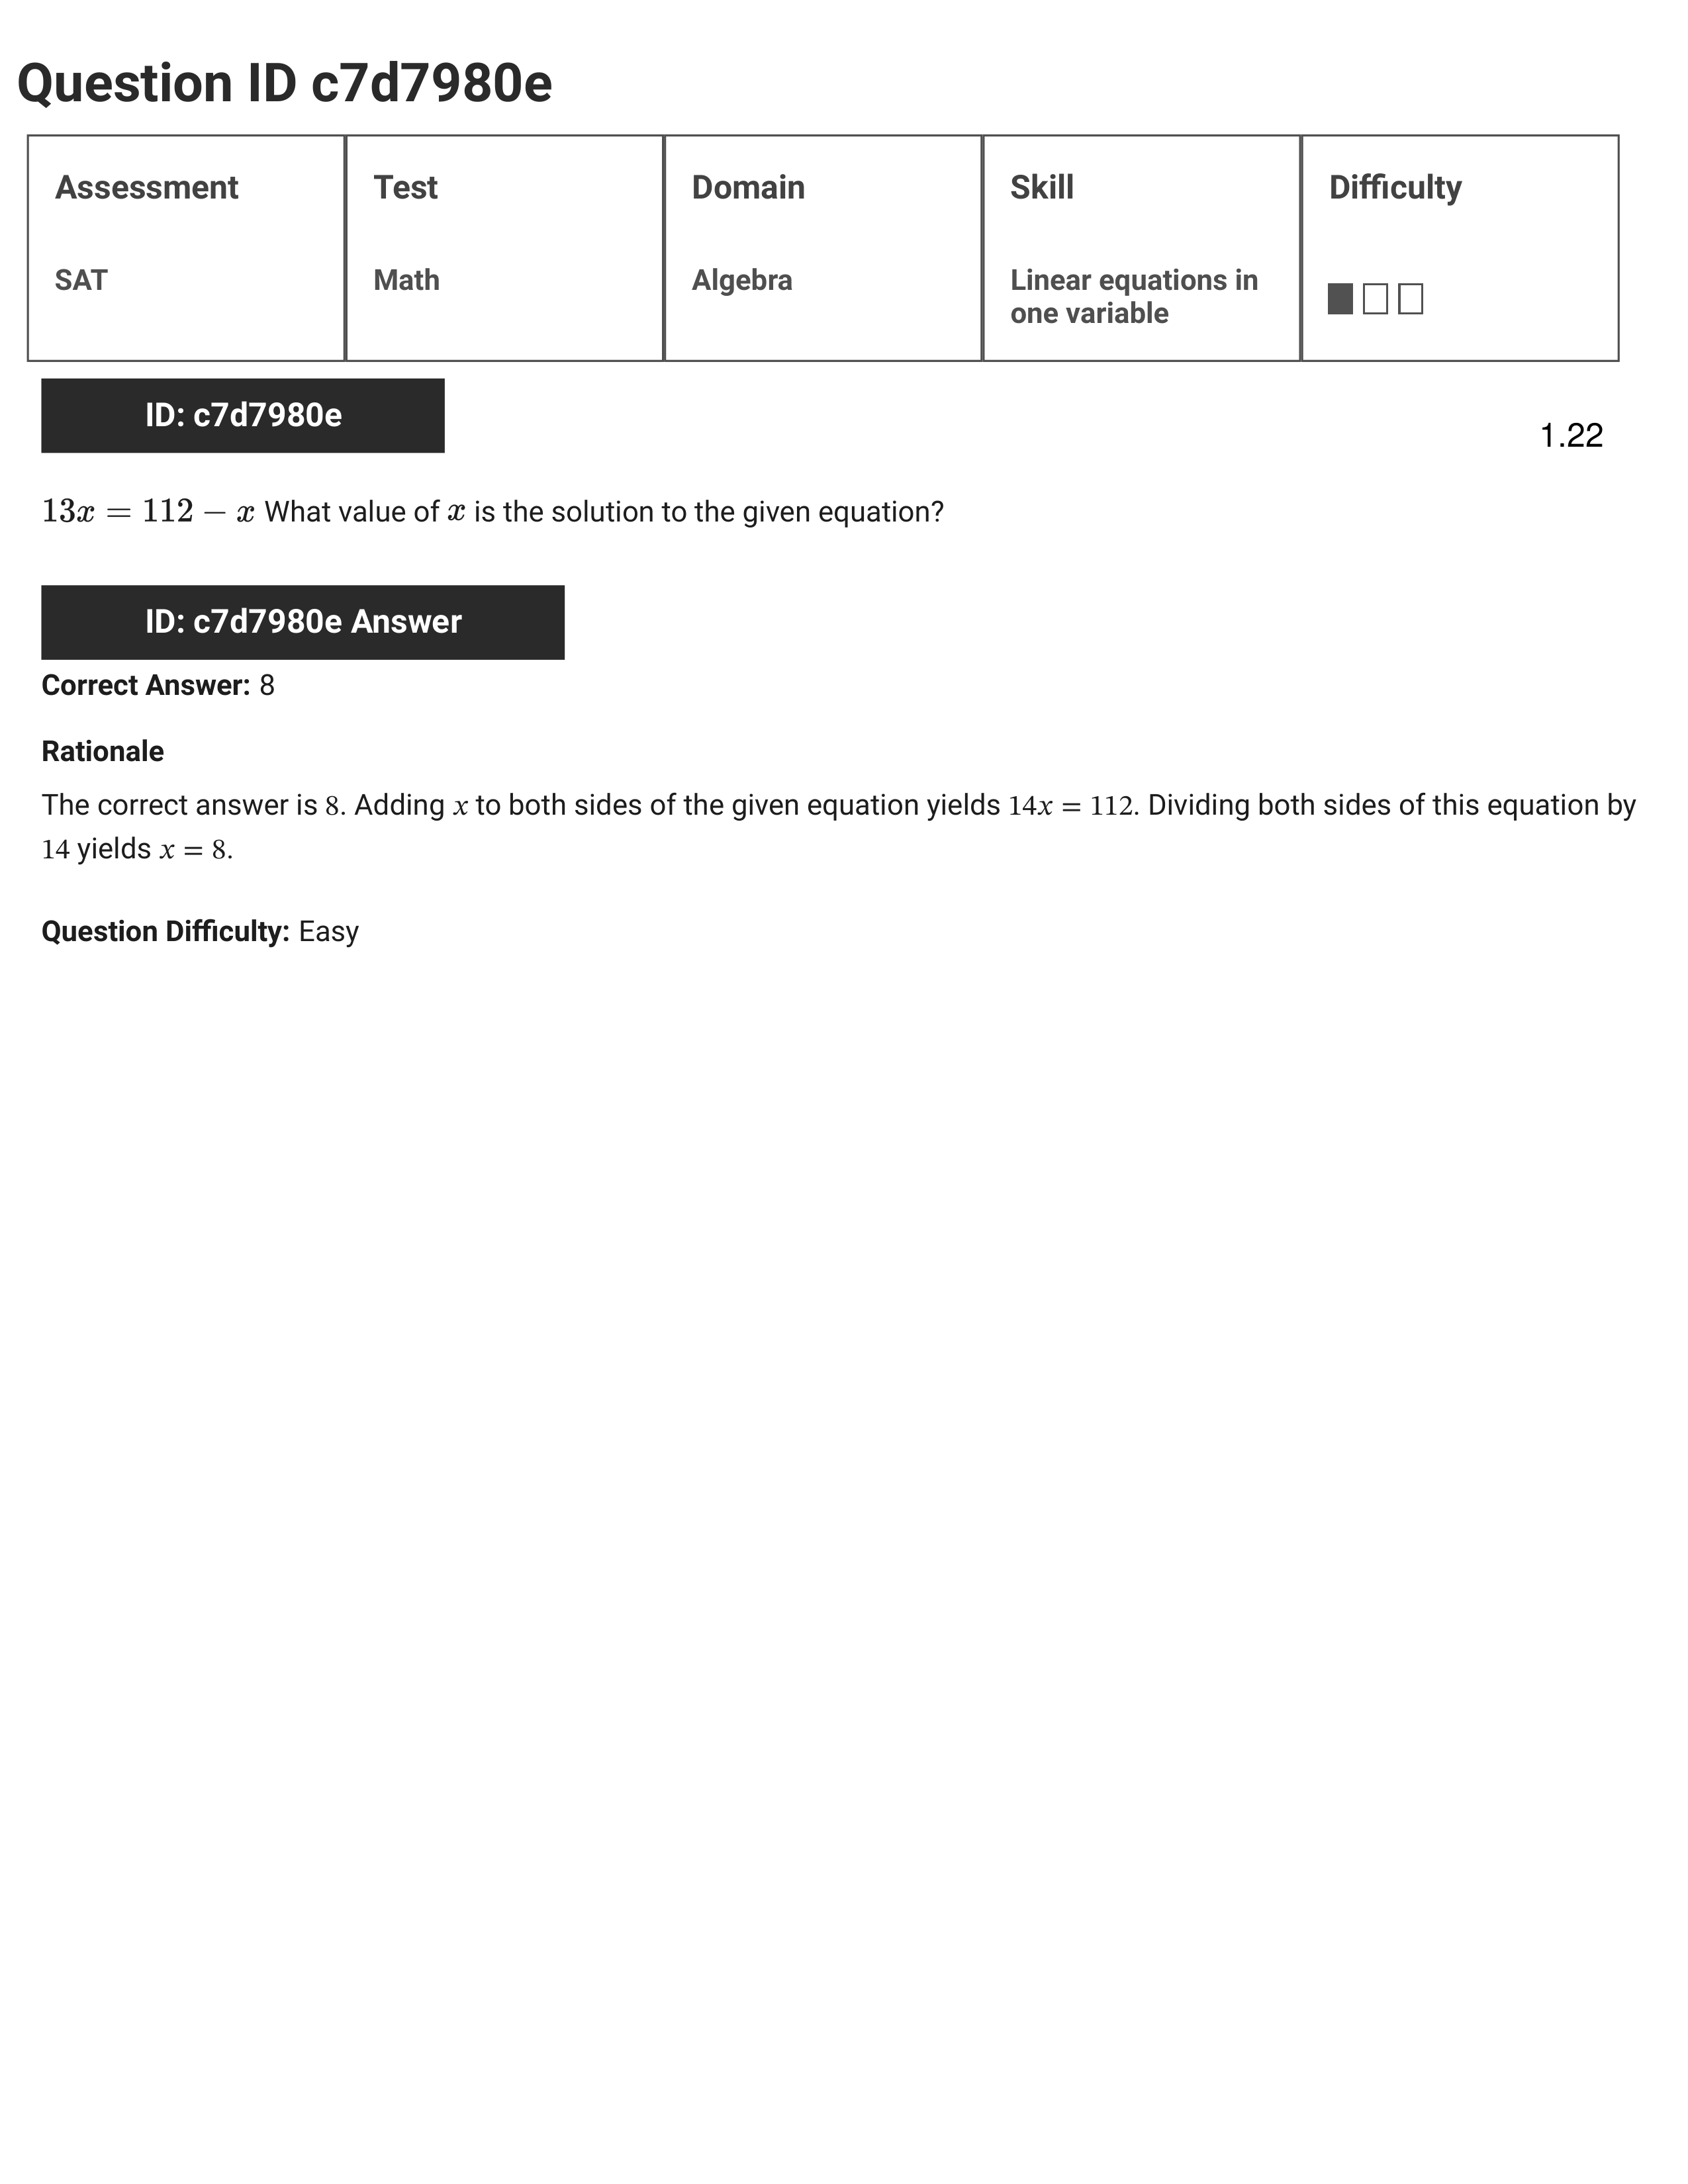 Question ID c7d7980e
Assessment
Test
Domain
Skill
Difficulty
SAT
Math
Algebra
Linear equations in
one variable
ID: c7d7980e
1.22
13x = 112 − x What value of x is the solution to the given equation?
ID: c7d7980e Answer
Correct Answer: 8
Rationale
The correct answer is 8. Adding x to both sides of the given equation yields 14x = 112. Dividing both sides of this equation by
14 yields x = 8.
Question Difficulty: Easy